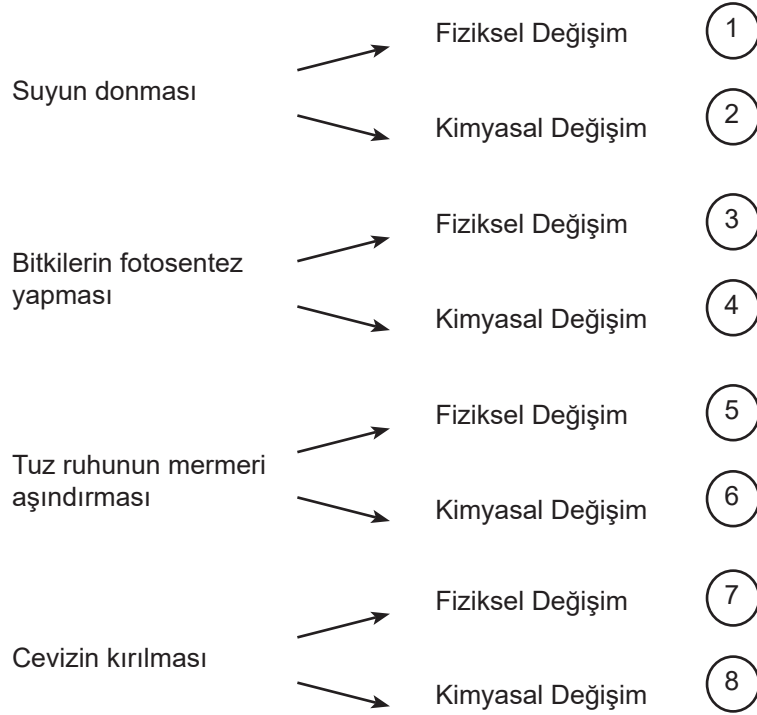 Suyun donması
Fiziksel Değişim 1
Kimyasal Değişim 2
Bitkilerin fotosentez
yapması
Fiziksel Değişim 3
Kimyasal Değişim 4
Tuz ruhunun mermeri
aşındırması
Fiziksel Değişim 5
Kimyasal Değişim 6
Cevizin kırılması
Fiziksel Değişim 7
Kimyasal Değişim 8